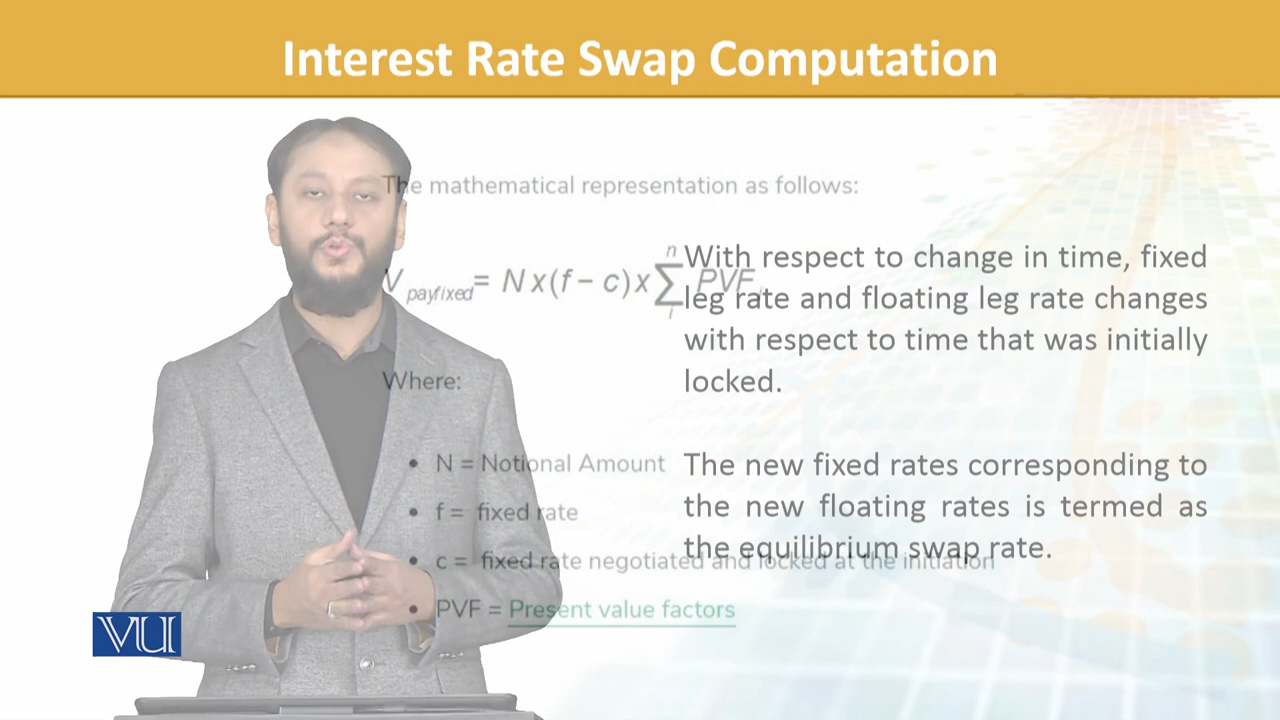 Interest Rate Swap Computation
The mathematical representation as follows:
V payfixed = N x (f − c) x n ∑ i PVF
Where:
• N = Notional Amount
• f = fixed rate
• c = fixed rate negotiated and locked at the initiation
• PVF = Present value factors
With respect to change in time, fixed
leg rate and floating leg rate changes
with respect to time that was initially
locked.
The new fixed rates corresponding to
the new floating rates is termed as
the equilibrium swap rate.
VU